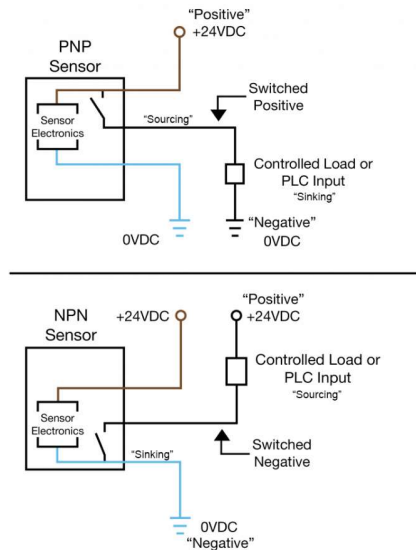 "Positive"
+24VDC
PNP
Sensor
Switched
Positive
Sensor
Electronics
"Sourcing"
Controlled Load or
PLC Input
"Sinking"
"Negative"
0VDC
0VDC
"Positive"
+24VDC
+24VDC
NPN
Sensor
Controlled Load or
PLC Input
"Sourcing"
Sensor
Electronics
"Sinking"
Switched
Negative
0VDC
"Negative"